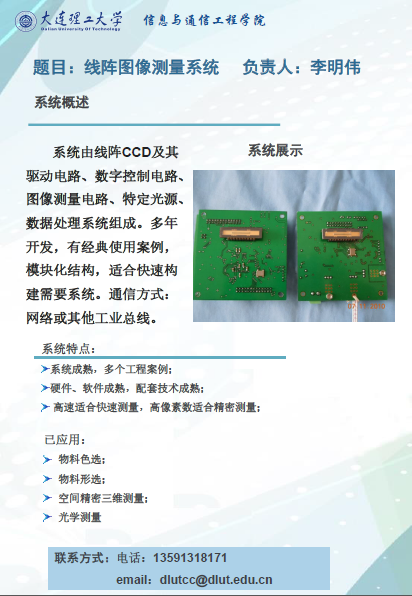 大连理工大学 信息与通信工程学院
Dalian University Of Technology
题目：线阵图像测量系统 负责人：李明伟
系统概述
系统由线阵CCD及其
驱动电路、数字控制电路、
图像测量电路、特定光源、
数据处理系统组成。多年
开发，有经典使用案例，
模块化结构，适合快速构
建需要系统。通信方式：
网络或其他工业总线。
系统展示
系统特点：
系统成熟，多个工程案例；
硬件、软件成熟，配套技术成熟；
高速适合快速测量，高像素数适合精密测量；
已应用：
物料色选；
物料形选；
空间精密三维测量；
光学测量
联系方式：电话：13591318171
email：dlutcc@dlut.edu.cn